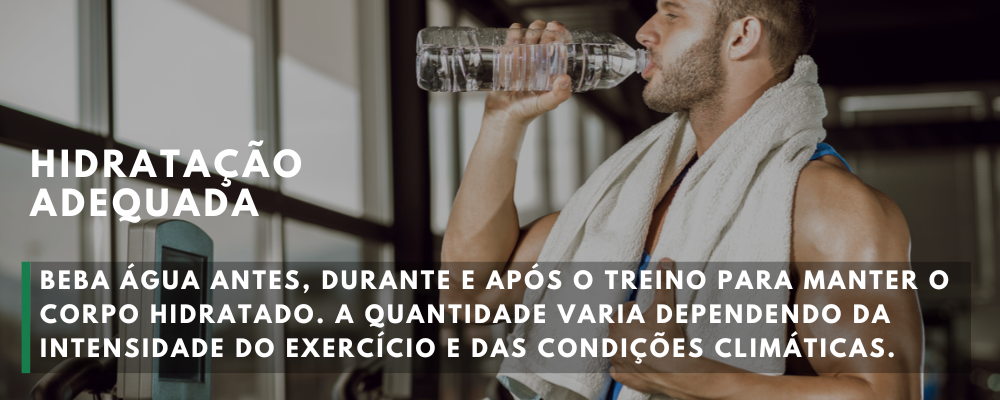 HIDRATAÇÃO
ADEQUADA
BEBA ÁGUA ANTES, DURANTE E APÓS O TREINO PARA MANTER O
CORPO HIDRATADO. A QUANTIDADE VARIA DEPENDENDO DA
INTENSIDADE DO EXERCÍCIO E DAS CONDIÇÕES CLIMÁTICAS.